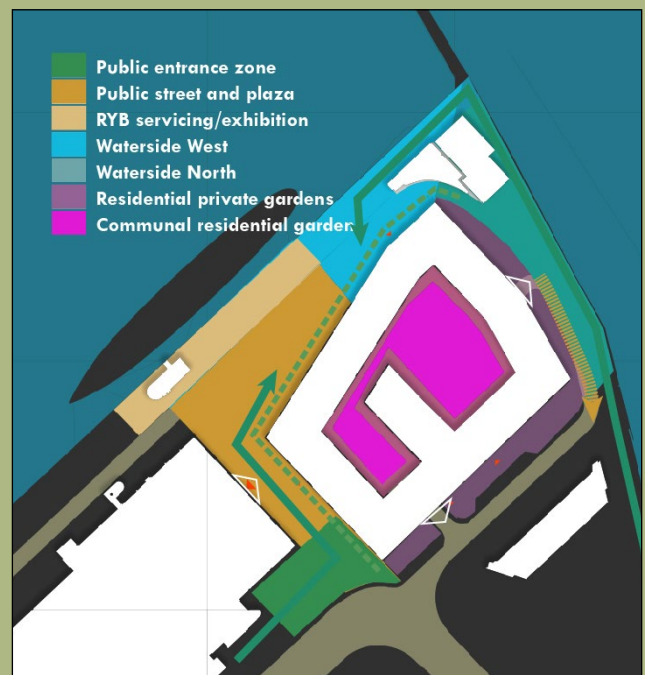 Public entrance zone
Public street and plaza
RYB servicing/exhibition
Waterside West
Waterside North
Residential private gardens
Communal residential garden